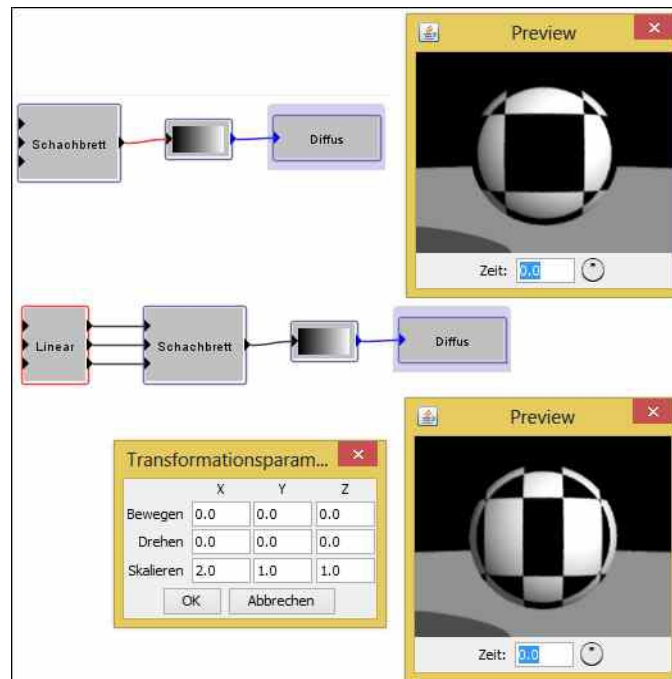 Preview
Schachbrett
Diffus
Zeit: 0.0
Linear
Schachbrett
Diffus
Preview
Transformationsparam...
X Y Z
Bewegen 0.0 0.0 0.0
Drehen 0.0 0.0 0.0
Skalieren 2.0 1.0 1.0
OK Abbrechen
Zeit: 0.0